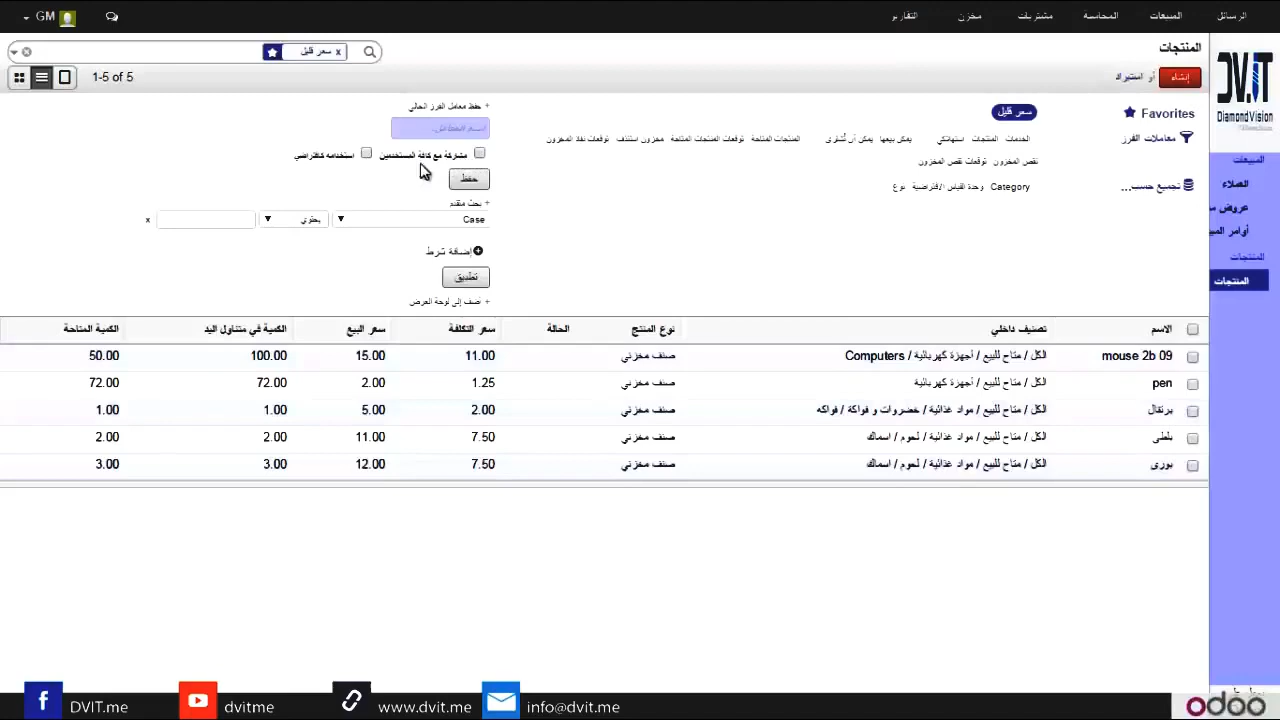 الرسائل المبيعات المحاسبة مشتريات مخزن GM
المنتجات
x سعر قليل
إنشاء أو استيراد
1-5 of 5
DV.IT
DiamondVision
Favorites
سعر قليل
معاملات الفرز
الخدمات المنتجات استهلاكي يمكن بيعها يمكن أن تُشترى المنتجات المتاحة توقعات المنتجات المتاحة مخزون استنفذ توقعات نفاد المخزون
نقص المخزون توقعات نقص المخزون
تجميع حسب...
Category وحدة القياس الافتراضية نوع
+ حفظ معامل الفرز الحالي
مشاركة مع كافة المستخدمين استخدامه كافتراضي
حفظ
+ بحث متقدم
Case يحتوي x
إضافة شرط
تطبيق
+ أضف إلى لوحة العرض
المبيعات
العملاء
عروض
أوامر
المنتجات
المنتجات
الاسم تصنيف داخلي نوع المنتج الحالة سعر التكلفة سعر البيع الكمية في متناول اليد الكمية المتاحة
mouse 2b 09 الكل / متاح للبيع / أجهزة كهربائية / Computers صنف مخزني 11.00 15.00 100.00 50.00
pen الكل / متاح للبيع / أجهزة كهربائية صنف مخزني 1.25 2.00 72.00 72.00
برتقال الكل / متاح للبيع / مواد غذائية / خضروات و فواكة / فواكه صنف مخزني 2.00 5.00 1.00 1.00
بلطى الكل / متاح للبيع / مواد غذائية / لحوم / اسماك صنف مخزني 7.50 11.00 2.00 2.00
بورى الكل / متاح للبيع / مواد غذائية / لحوم / اسماك صنف مخزني 7.50 12.00 3.00 3.00
DVIT.me dvitme www.dvit.me info@dvit.me
odoo